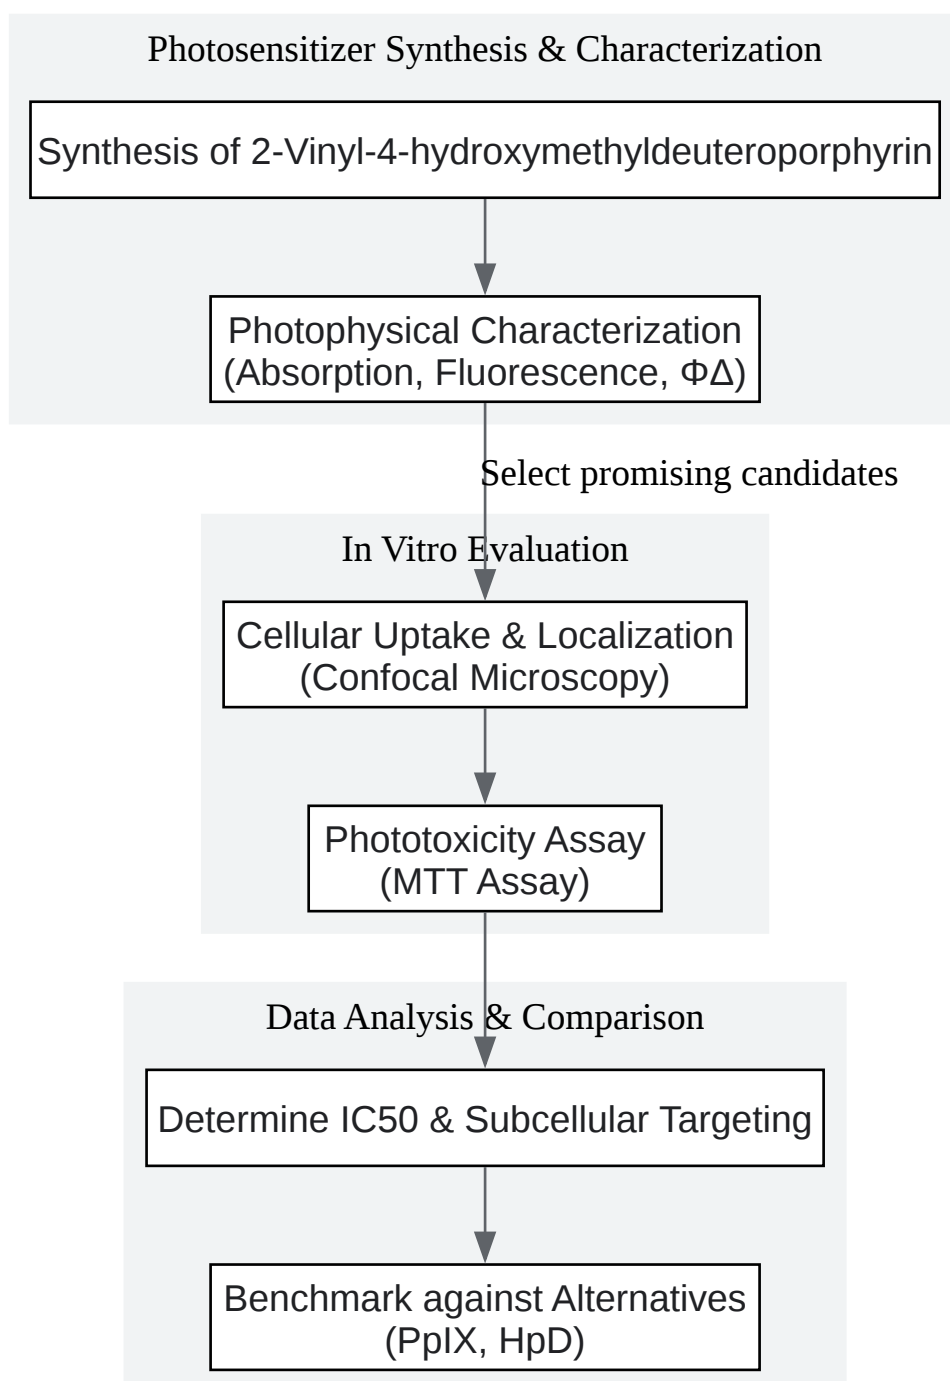 Photosensitizer Synthesis & Characterization
Synthesis of 2-Vinyl-4-hydroxymethyldeuteroporphyrin
Photophysical Characterization
(Absorption, Fluorescence, ΦΔ)
Select promising candidates
In Vitro Evaluation
Cellular Uptake & Localization
(Confocal Microscopy)
Phototoxicity Assay
(MTT Assay)
Data Analysis & Comparison
Determine IC50 & Subcellular Targeting
Benchmark against Alternatives
(PpIX, HpD)